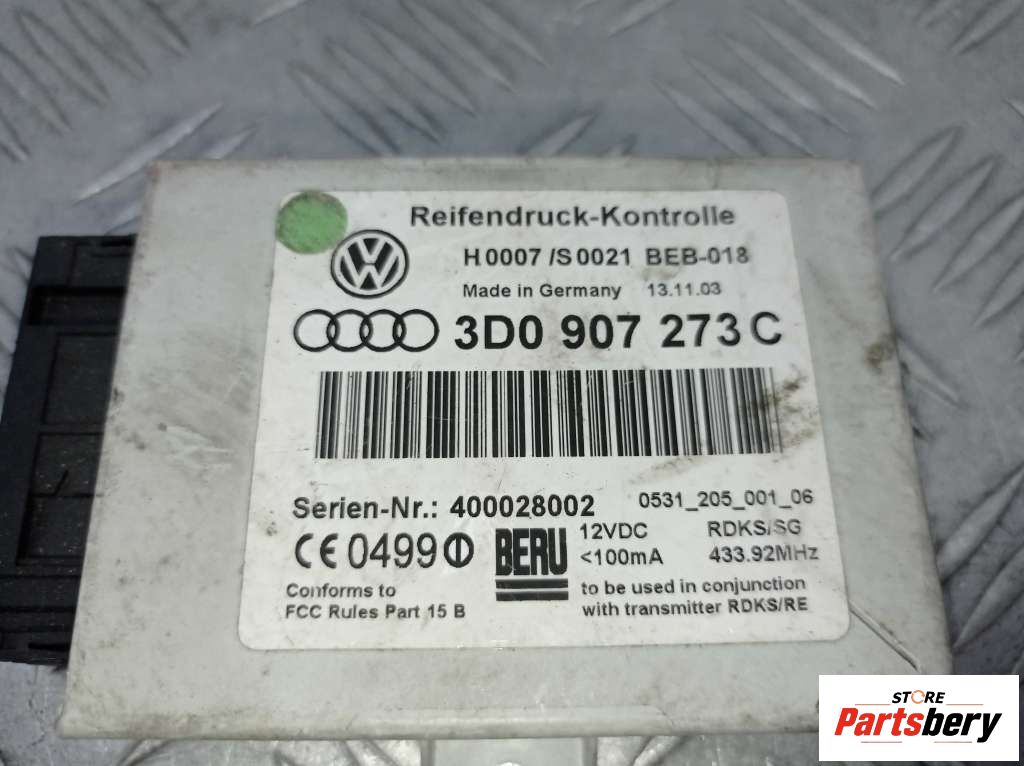 Reifendruck-Kontrolle
H0007 /S0021 BEB-018
Made in Germany 13.11.03
3D0 907 273 C
Serien-Nr.: 400028002 0531_205_001_06
CE 0499 BERU 12VDC RDKS/SG
<100mA 433.92MHz
Conforms to
FCC Rules Part 15 B
to be used in conjunction
with transmitter RDKS/RE
STORE
Partsbery